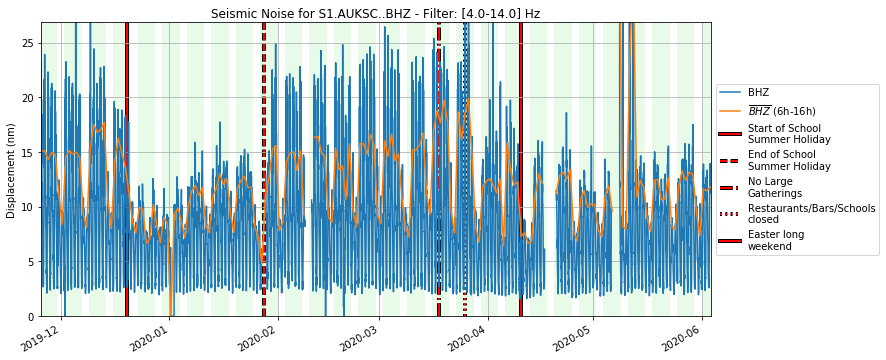 Seismic Noise for S1.AUKSC..BHZ - Filter: [4.0-14.0] Hz
Displacement (nm)
25
20
15
10
5
0
2019-12
2020-01
2020-02
2020-03
2020-04
2020-05
2020-06
BHZ
BHZ (6h-16h)
Start of School
Summer Holiday
End of School
Summer Holiday
No Large
Gatherings
Restaurants/Bars/Schools
closed
Easter long
weekend